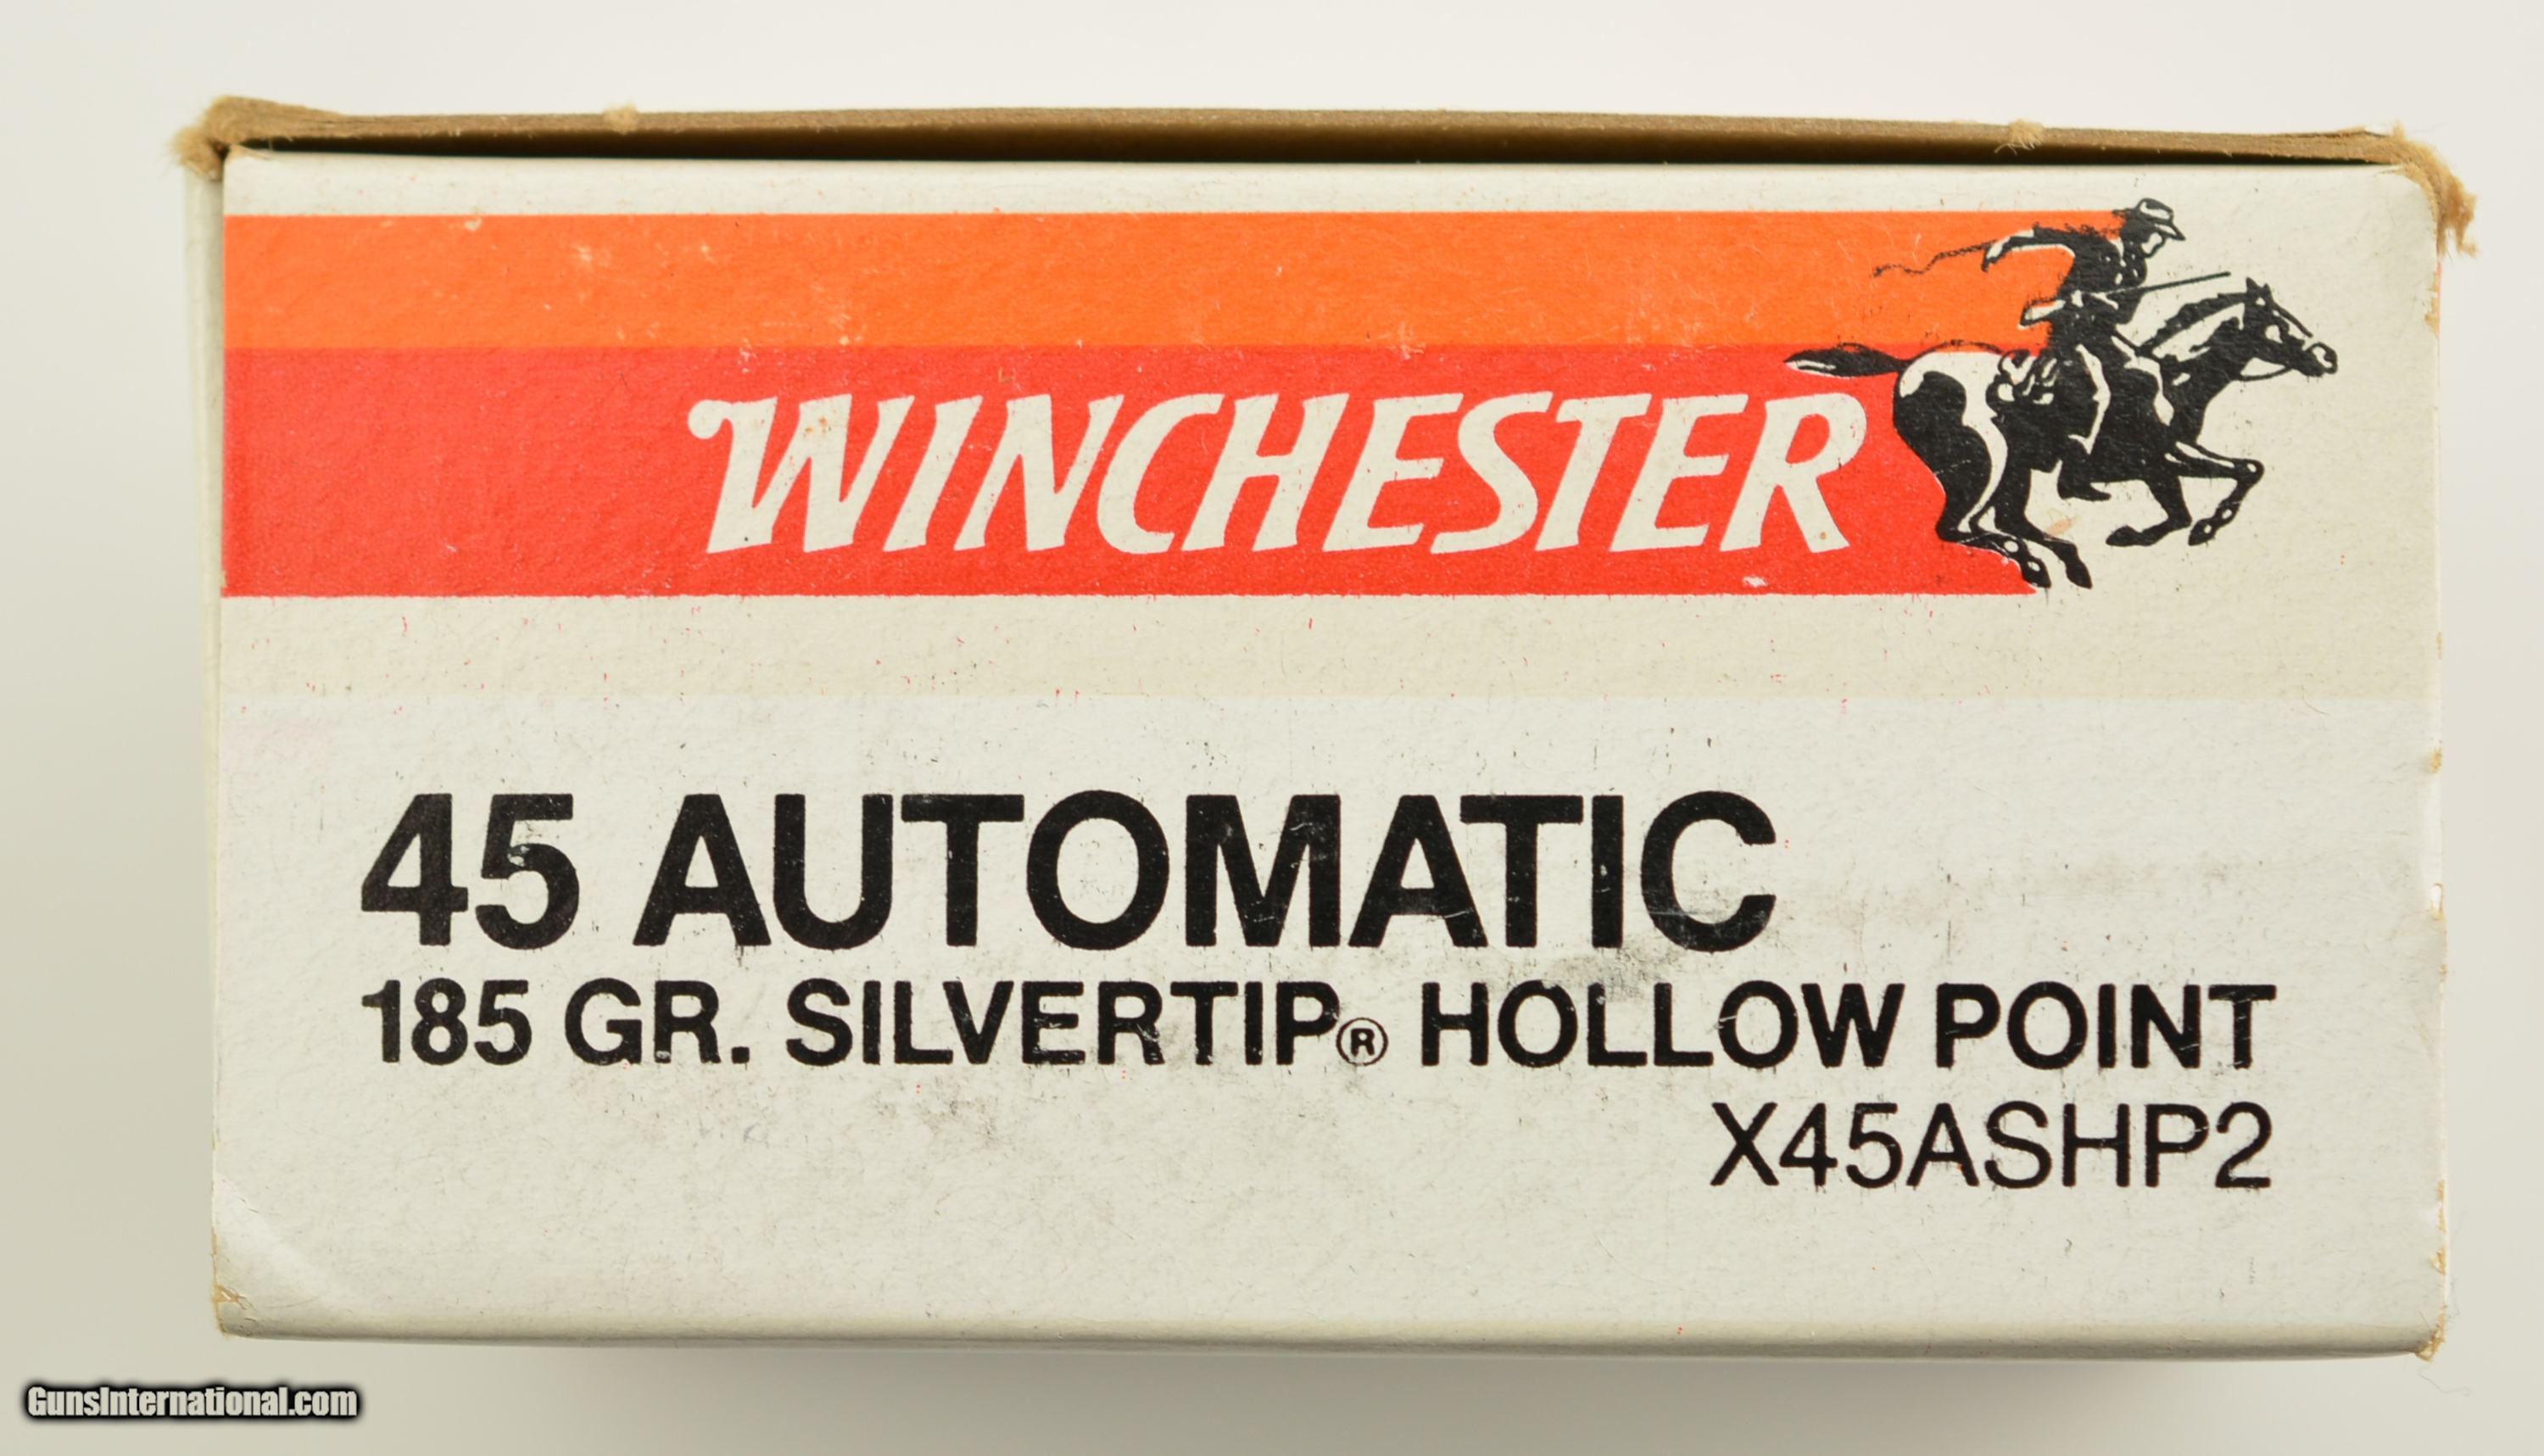 WINCHESTER
45 AUTOMATIC
185 GR. SILVERTIP® HOLLOW POINT
X45ASHP2
GunsInternational.com